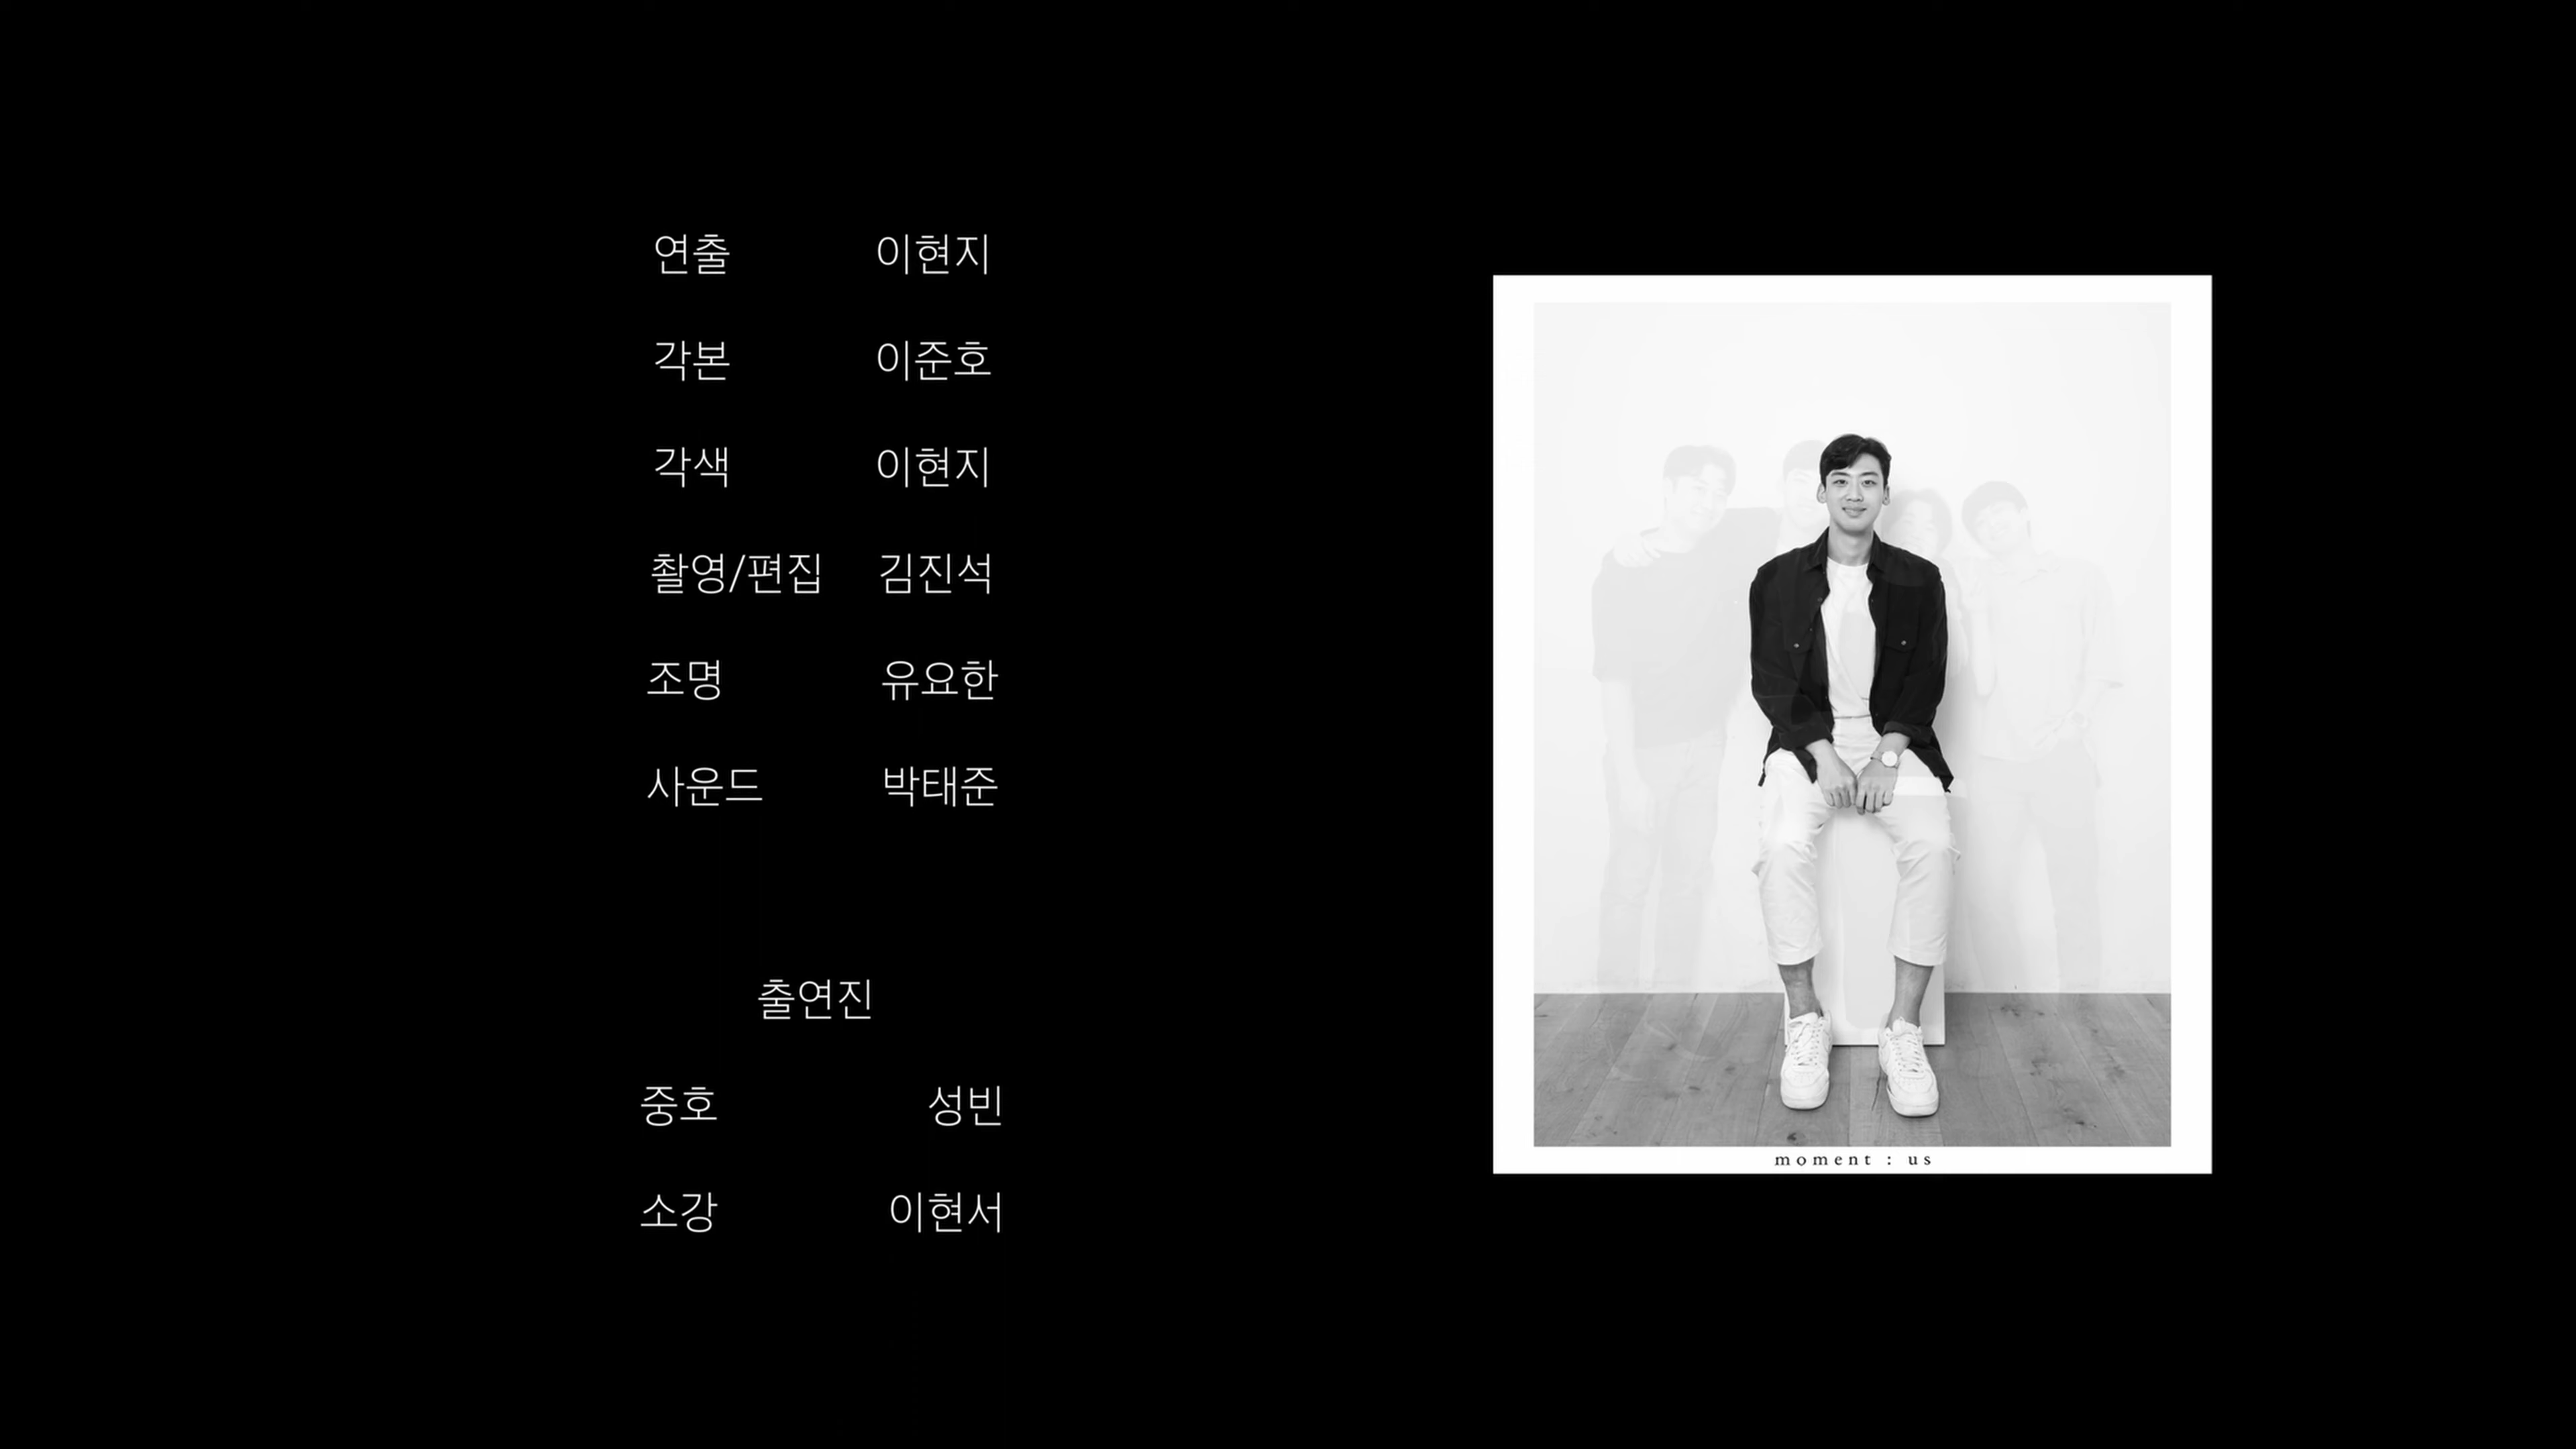 연출 이현지
각본 이준호
각색 이현지
촬영/편집 김진석
조명 유요한
사운드 박태준
출연진
중호 성빈
소강 이현서
moment : us